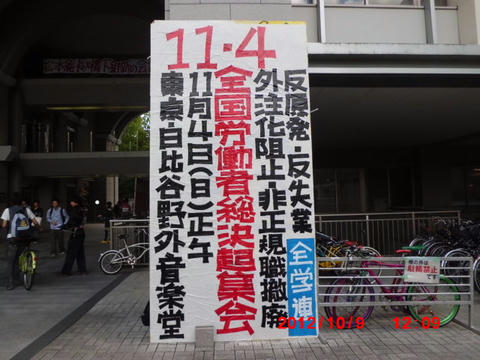 11・4
反原発・反失業
外注化阻止・非正規職撤廃
全国労働者総決起集会
11月4日(日)正午
東京・日比谷野外音楽堂
全学連
駐輪禁止
です
2012/10/9 12:09